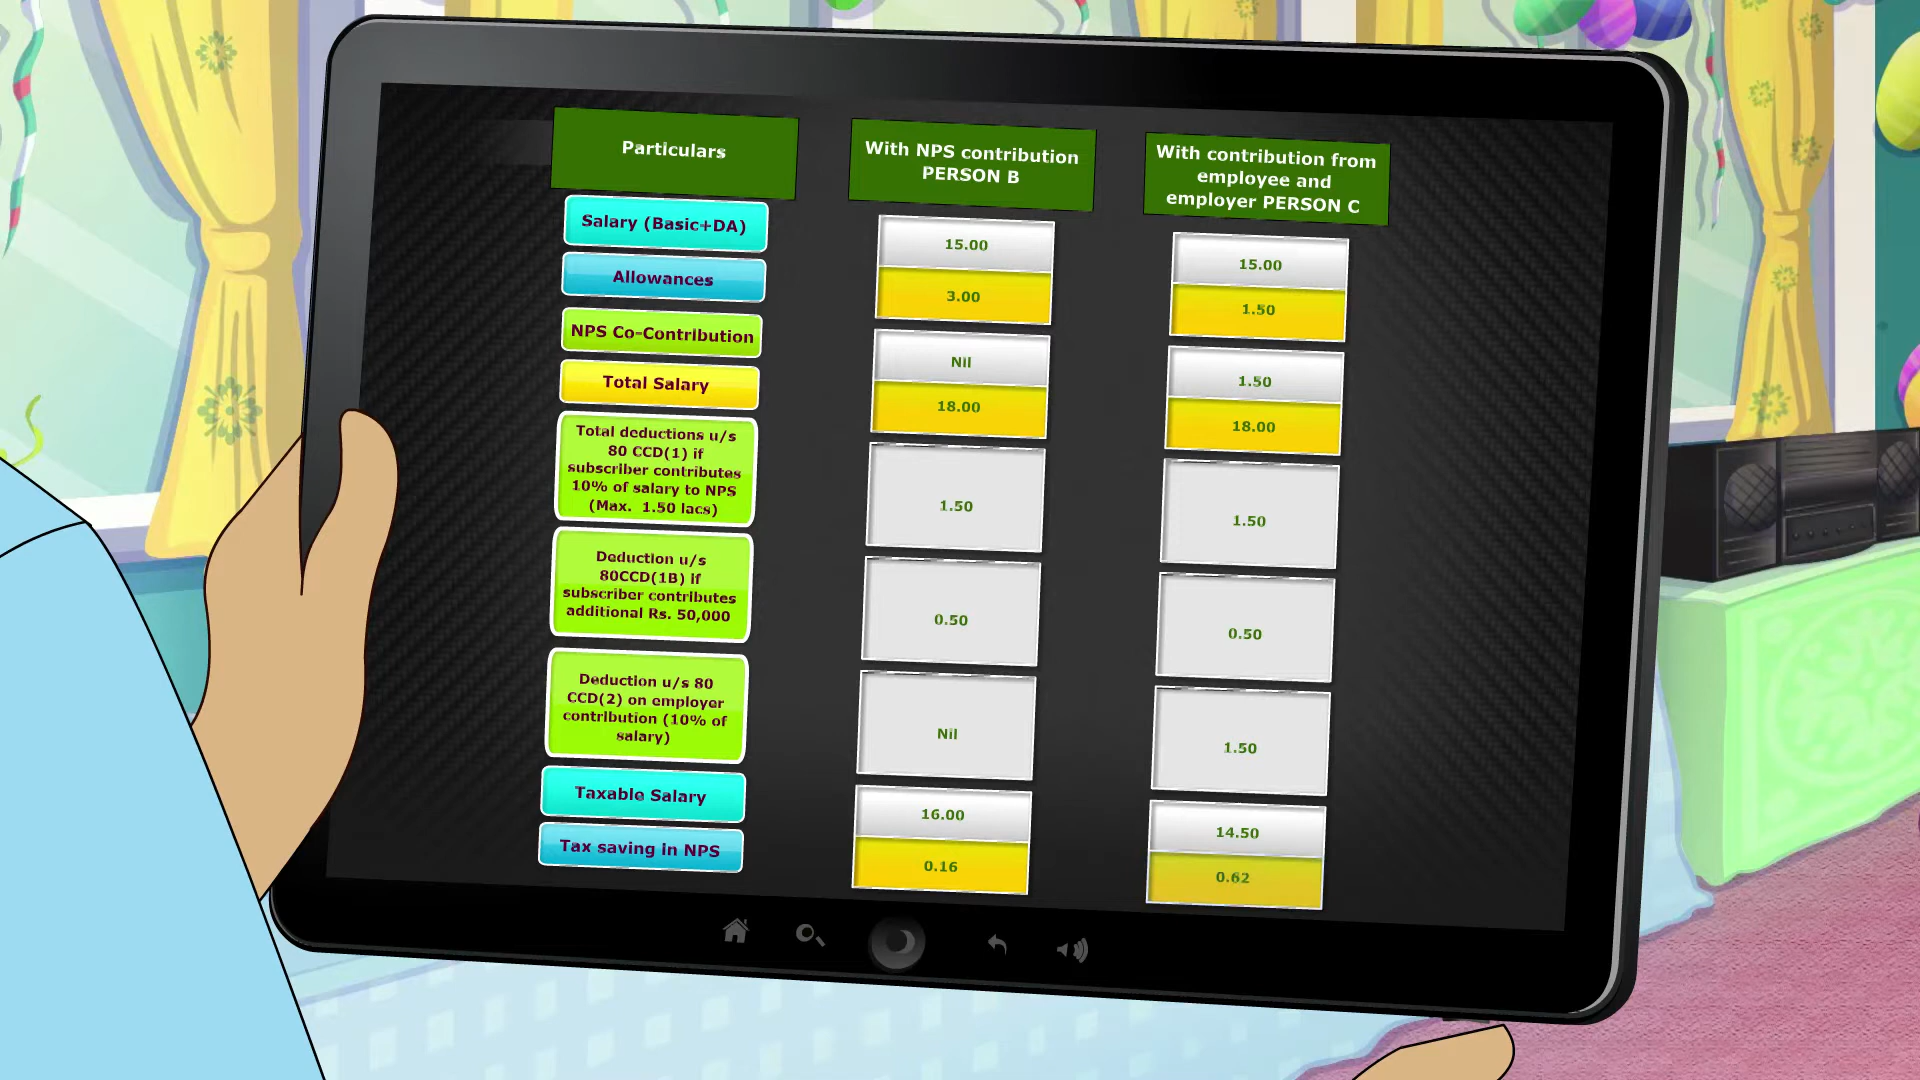 Particulars
With NPS contribution
PERSON B
With contribution from
employee and
employer PERSON C
Salary (Basic+DA)
15.00
15.00
Allowances
3.00
1.50
NPS Co-Contribution
Nil
1.50
Total Salary
18.00
18.00
Total deductions u/s
80 CCD(1) if
subscriber contributes
10% of salary to NPS
(Max. 1.50 lacs)
1.50
1.50
Deduction u/s
80CCD(1B) if
subscriber contributes
additional Rs. 50,000
0.50
0.50
Deduction u/s 80
CCD(2) on employer
contribution (10% of
salary)
Nil
1.50
Taxable Salary
16.00
14.50
Tax saving in NPS
0.16
0.62